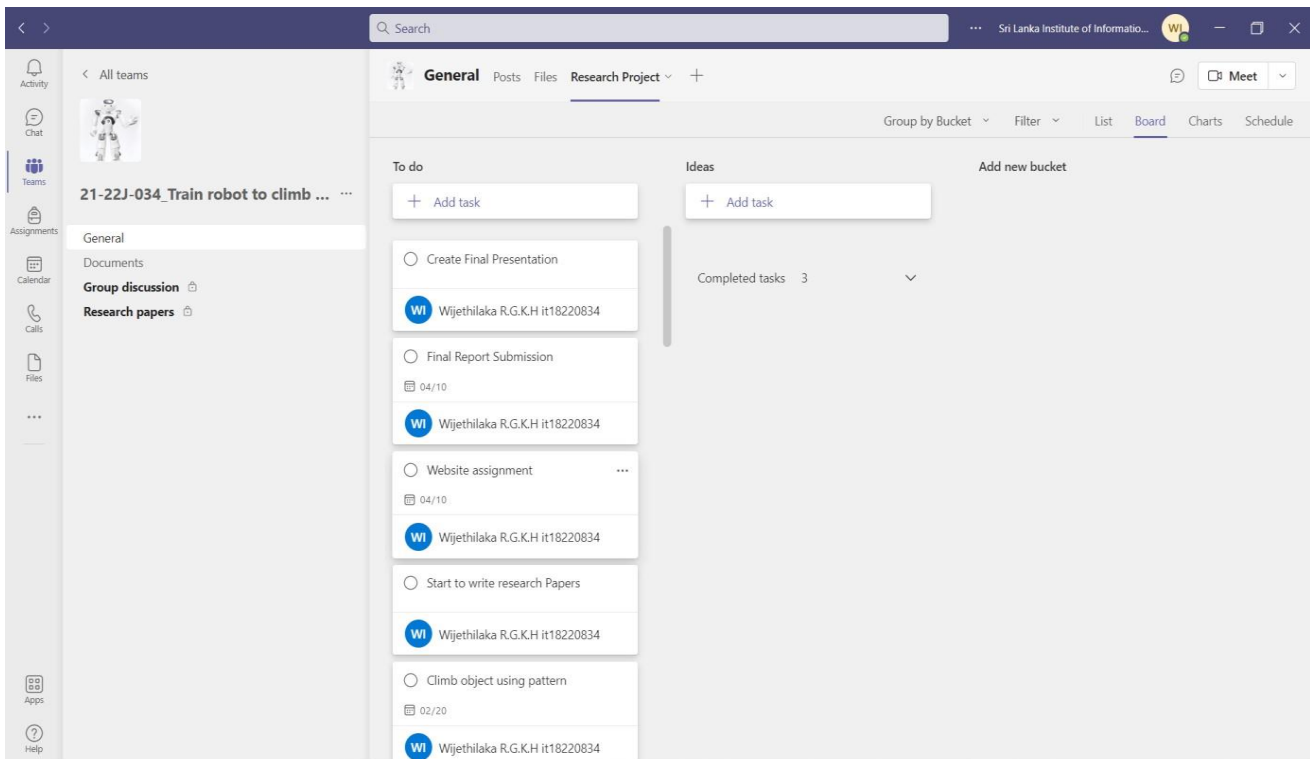 Search
... Sri Lanka Institute of Informatio... WI
Activity
Chat
Teams
Assignments
Calendar
Calls
Files
...
Apps
Help
All teams
21-22J-034_Train robot to climb ... ...
General
Documents
Group discussion
Research papers
General Posts Files Research Project
Meet
Group by Bucket Filter List Board Charts Schedule
To do
Add task
Create Final Presentation
WI Wijethilaka R.G.K.H it18220834
Final Report Submission
04/10
WI Wijethilaka R.G.K.H it18220834
Website assignment ...
04/10
WI Wijethilaka R.G.K.H it18220834
Start to write research Papers
WI Wijethilaka R.G.K.H it18220834
Climb object using pattern
02/20
WI Wijethilaka R.G.K.H it18220834
Ideas
Add task
Completed tasks 3
Add new bucket